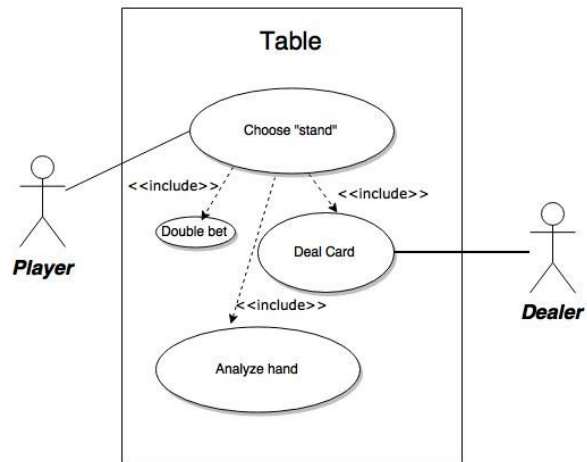 Table
Choose "stand"
<<include>>
<<include>>
Double bet
Deal Card
Player
Dealer
<<include>>
Analyze hand